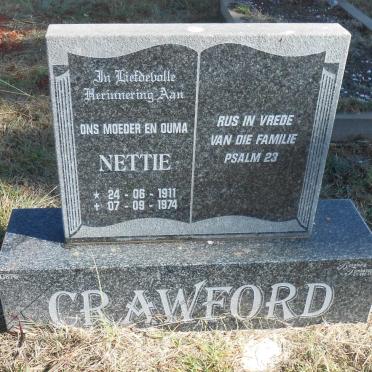 In Liefdevolle
Herinnering Aan
ONS MOEDER EN OUMA
NETTIE
* 24 - 06 - 1911
‡ 07 - 09 - 1974
RUS IN VREDE
VAN DIE FAMILIE
PSALM 23
CRAWFORD